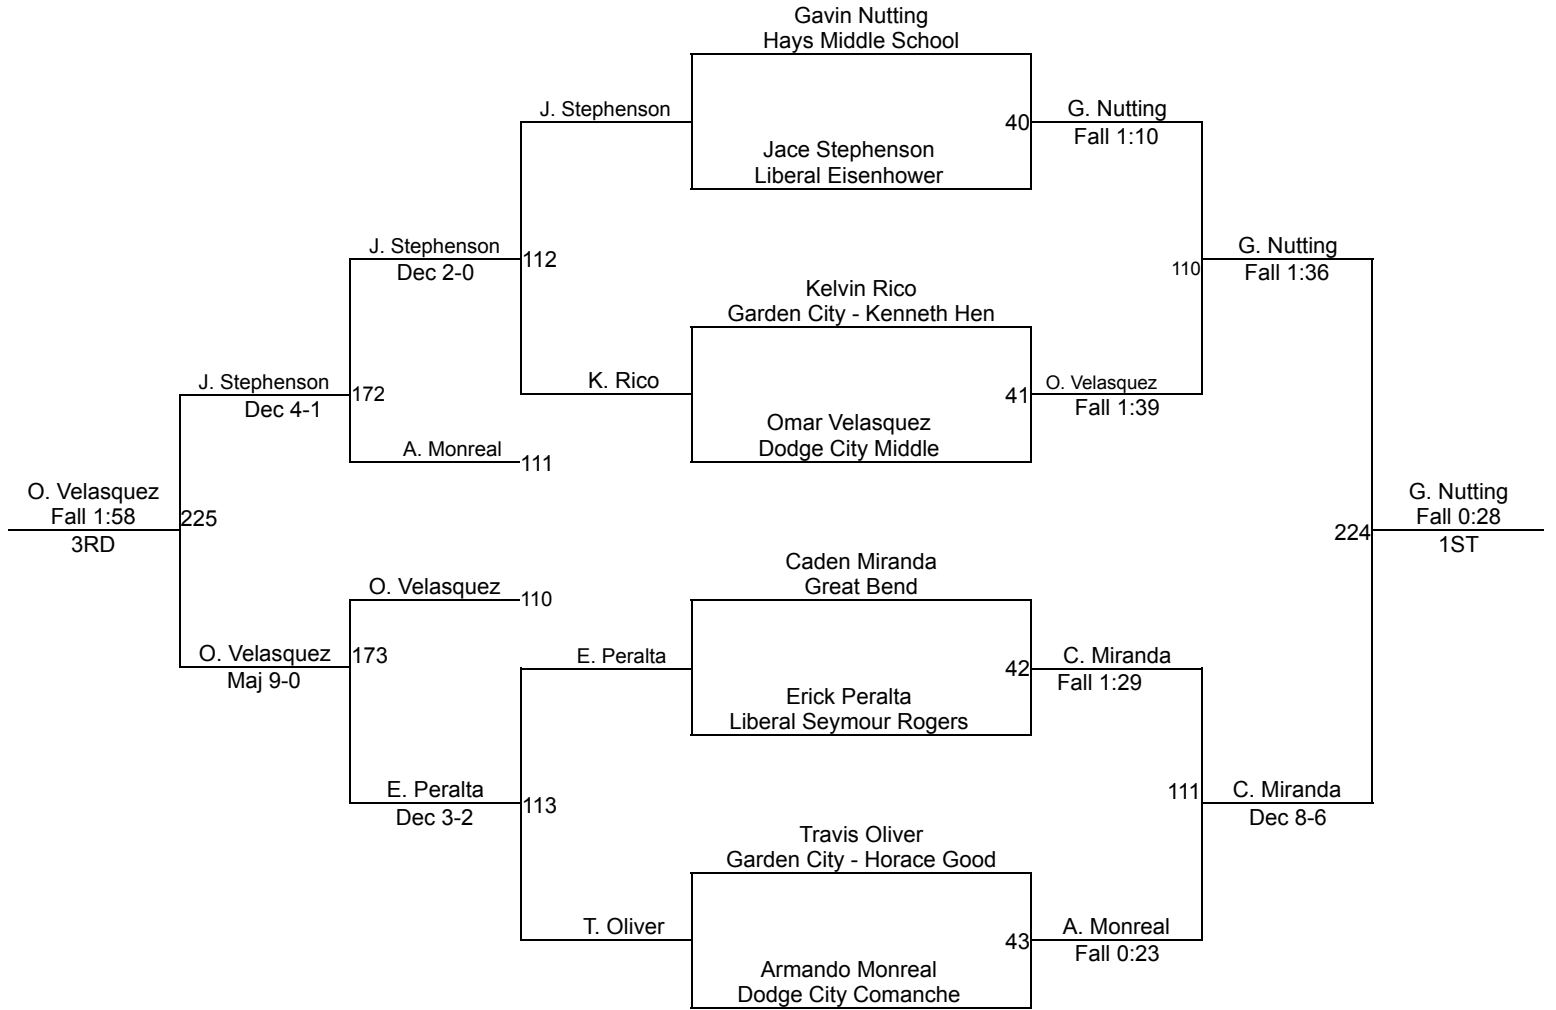 Gavin Nutting
Hays Middle School
J. Stephenson
40
G. Nutting
Fall 1:10
Jace Stephenson
Liberal Eisenhower
J. Stephenson
Dec 2-0
112
110
G. Nutting
Fall 1:36
Kelvin Rico
Garden City - Kenneth Hen
J. Stephenson
Dec 4-1
172
K. Rico
41
O. Velasquez
Fall 1:39
Omar Velasquez
Dodge City Middle
A. Monreal
111
O. Velasquez
Fall 1:58
3RD
225
224
G. Nutting
Fall 0:28
1ST
Caden Miranda
Great Bend
O. Velasquez
110
O. Velasquez
Maj 9-0
173
E. Peralta
42
C. Miranda
Fall 1:29
Erick Peralta
Liberal Seymour Rogers
E. Peralta
Dec 3-2
113
111
C. Miranda
Dec 8-6
Travis Oliver
Garden City - Horace Good
T. Oliver
43
A. Monreal
Fall 0:23
Armando Monreal
Dodge City Comanche